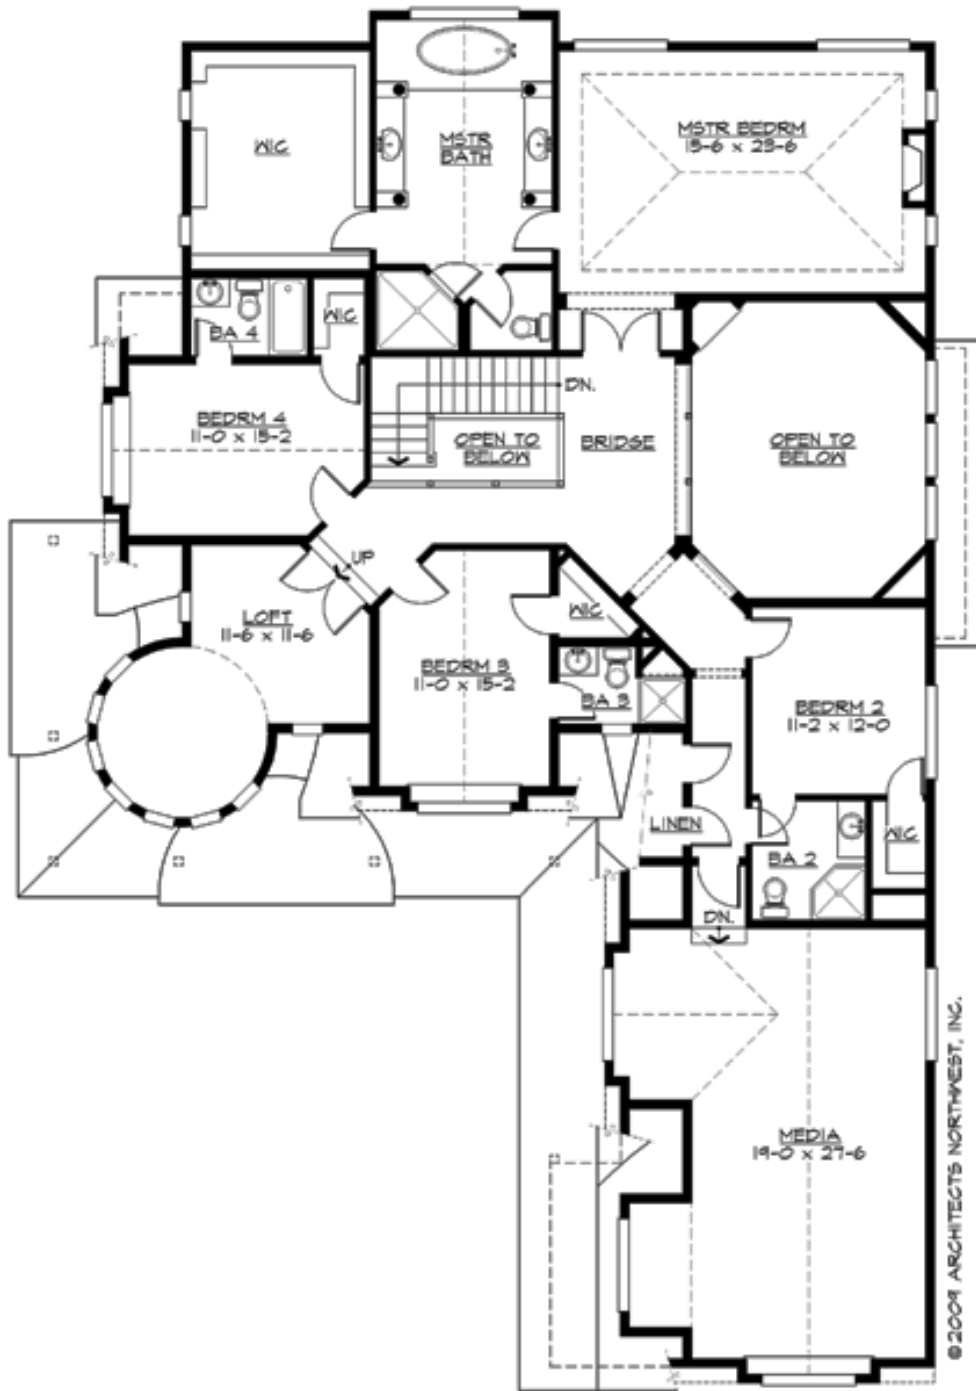 WIC
MSTR
BATH
MSTR BEDRM
15-6 x 23-6
BA 4
WIC
DN.
BEDRM 4
11-0 x 15-2
OPEN TO
BELOW
BRIDGE
OPEN TO
BELOW
UP
LOFT
11-6 x 11-6
WIC
BEDRM 3
11-0 x 15-2
BA 3
BEDRM 2
11-2 x 12-0
LINEN
BA 2
WIC
DN.
MEDIA
19-0 x 27-6
©2009 ARCHITECTS NORTHWEST, INC.